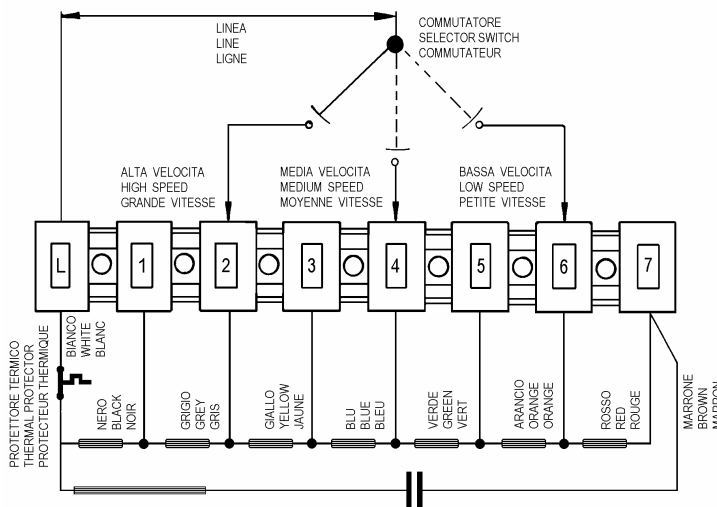 LINEA
LINE
LIGNE
COMMUTATORE
SELECTOR SWITCH
COMMUTATEUR
ALTA VELOCITA
HIGH SPEED
GRANDE VITESSE
MEDIA VELOCITA
MEDIUM SPEED
MOYENNE VITESSE
BASSA VELOCITA
LOW SPEED
PETITE VITESSE
L
1
2
3
4
5
6
7
PROTETTORE TERMICO
THERMAL PROTECTOR
PROTECTEUR THERMIQUE
BIANCO
WHITE
BLANC
NERO
BLACK
NOIR
GRIGIO
GREY
GRIS
GIALLO
YELLOW
JAUNE
BLU
BLUE
BLEU
VERDE
GREEN
VERT
ARANCIO
ORANGE
ORANGE
ROSSO
RED
ROUGE
MARRONE
BROWN